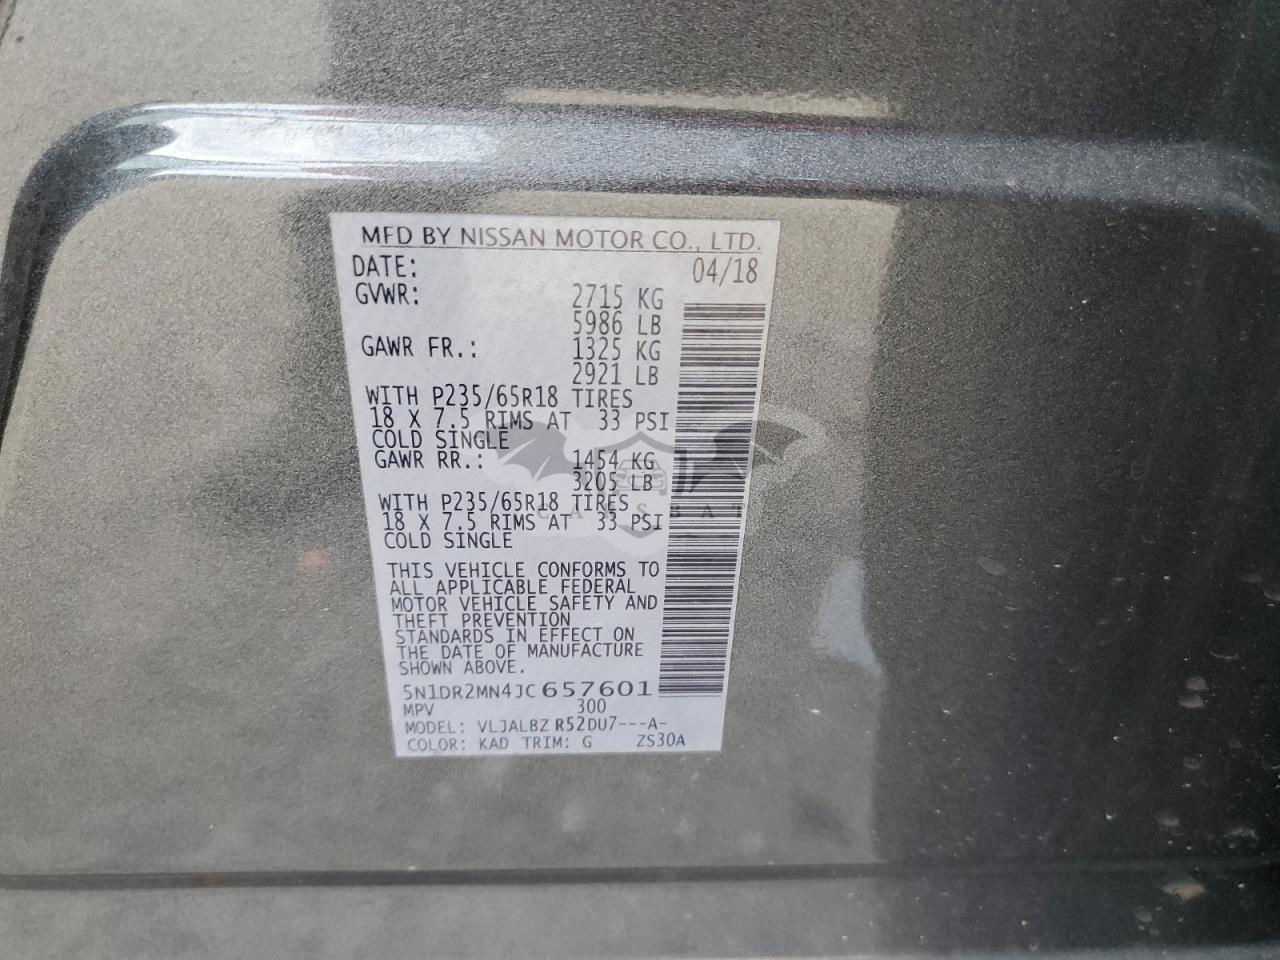 MFD BY NISSAN MOTOR CO., LTD.
DATE: 04/18
GVWR: 2715 KG
5986 LB
GAWR FR.: 1325 KG
2921 LB
WITH P235/65R18 TIRES
18 X 7.5 RIMS AT 33 PSI
COLD SINGLE
GAWR RR.: 1454 KG
3205 LB
WITH P235/65R18 TIRES
18 X 7.5 RIMS AT 33 PSI
COLD SINGLE
CARSBAT
THIS VEHICLE CONFORMS TO
ALL APPLICABLE FEDERAL
MOTOR VEHICLE SAFETY AND
THEFT PREVENTION
STANDARDS IN EFFECT ON
THE DATE OF MANUFACTURE
SHOWN ABOVE.
5N1DR2MN4JC657601
MPV 300
MODEL: VLJALBZ R52DU7---A-
COLOR: KAD TRIM: G ZS30A